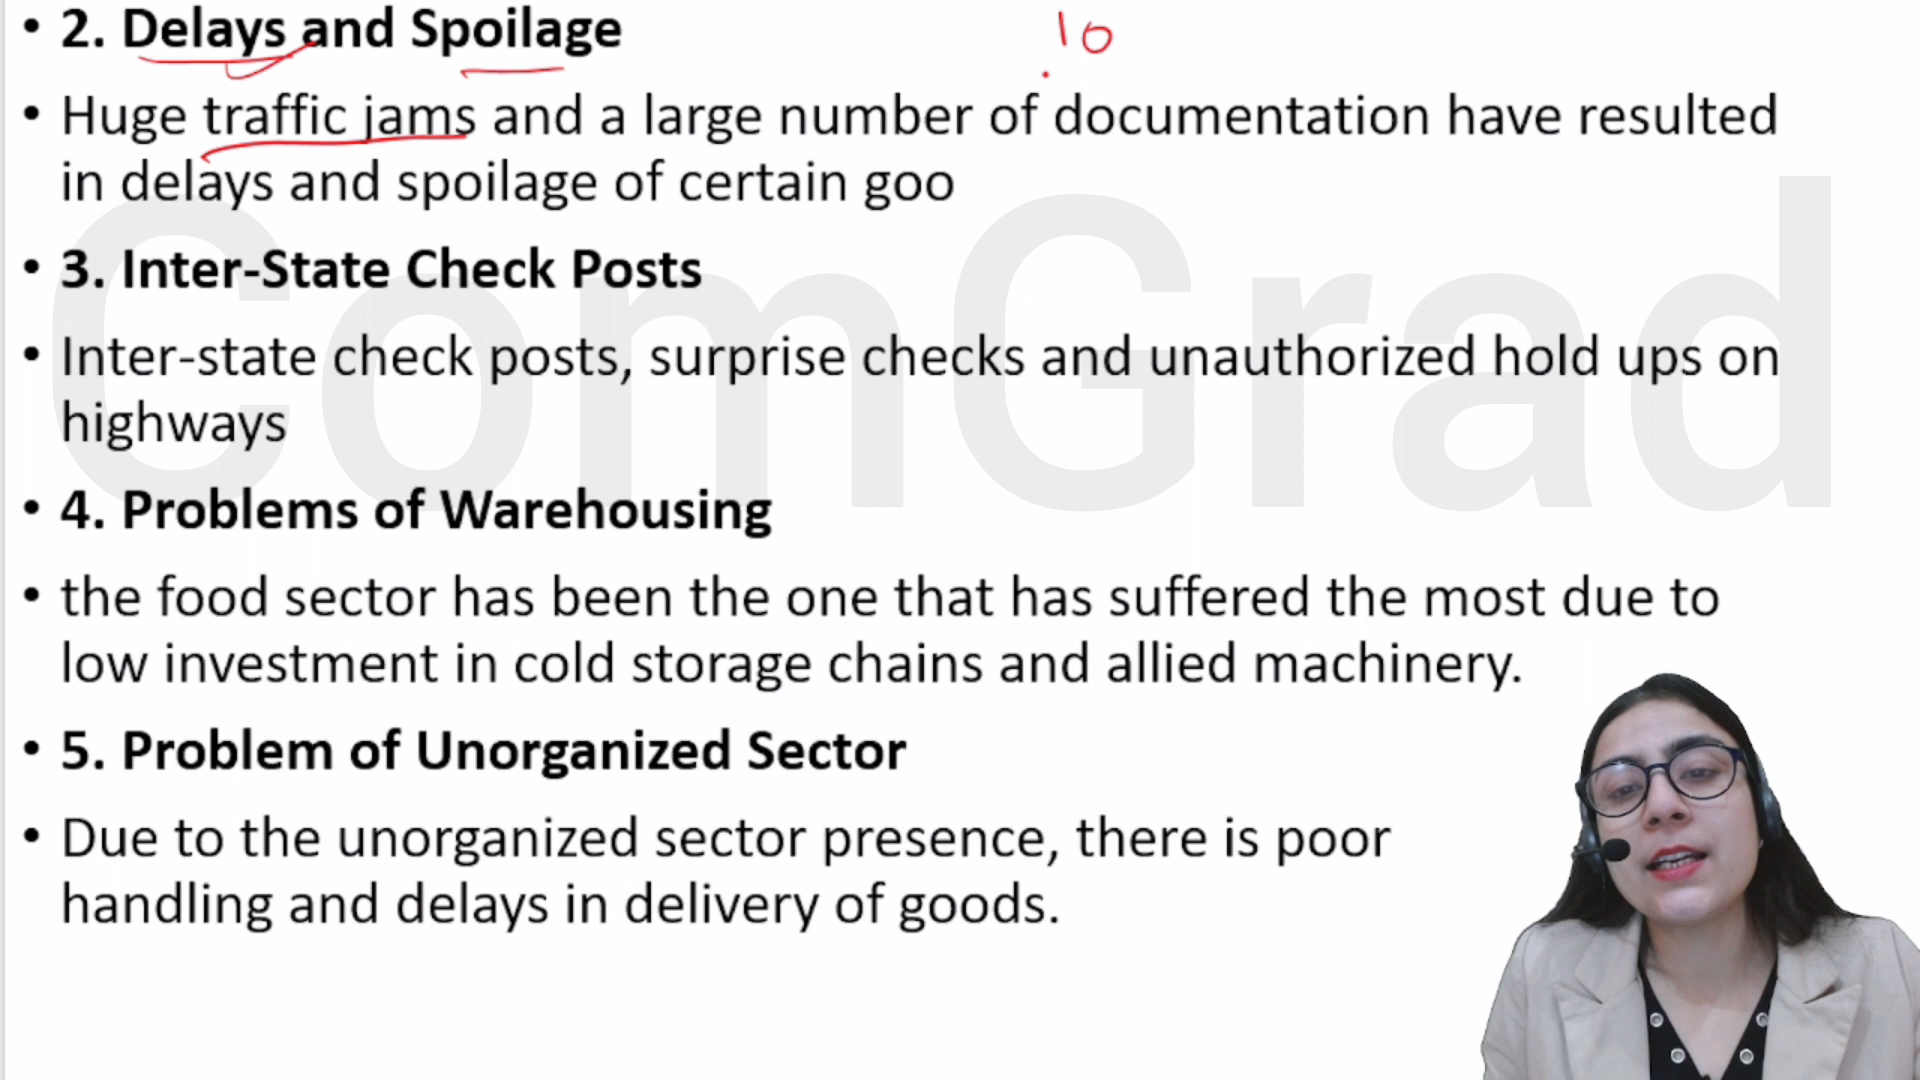 • 2. Delays and Spoilage
10
• Huge traffic jams and a large number of documentation have resulted
in delays and spoilage of certain goo
• 3. Inter-State Check Posts
• Inter-state check posts, surprise checks and unauthorized hold ups on
highways
• 4. Problems of Warehousing
• the food sector has been the one that has suffered the most due to
low investment in cold storage chains and allied machinery.
• 5. Problem of Unorganized Sector
• Due to the unorganized sector presence, there is poor
handling and delays in delivery of goods.
ComGrad